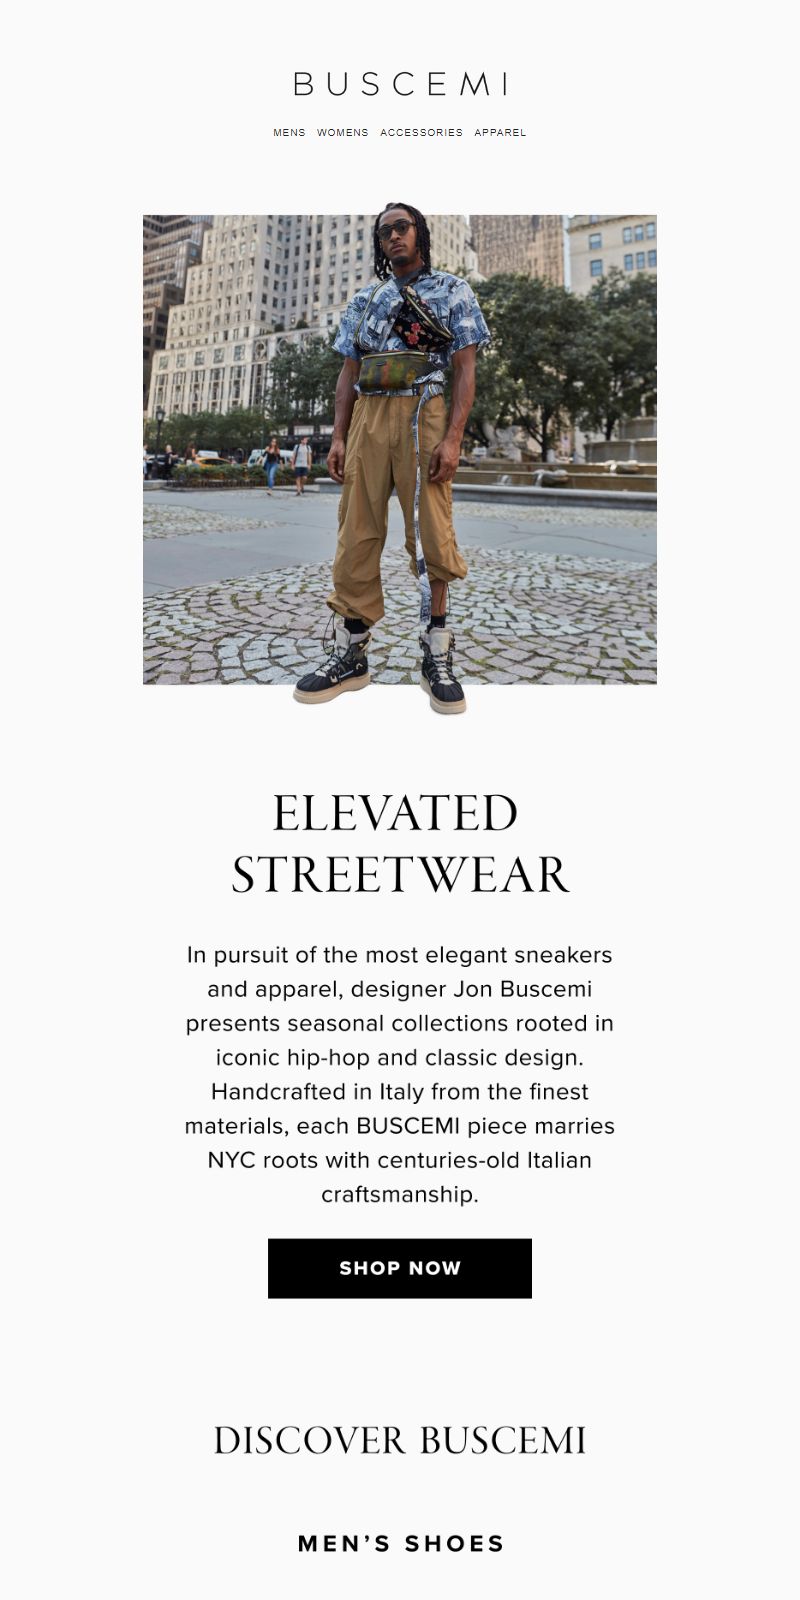 BUSCEMI
MENS WOMENS ACCESSORIES APPAREL
ELEVATED
STREETWEAR
In pursuit of the most elegant sneakers
and apparel, designer Jon Buscemi
presents seasonal collections rooted in
iconic hip-hop and classic design.
Handcrafted in Italy from the finest
materials, each BUSCEMI piece marries
NYC roots with centuries-old Italian
craftsmanship.
SHOP NOW
DISCOVER BUSCEMI
MEN’S SHOES